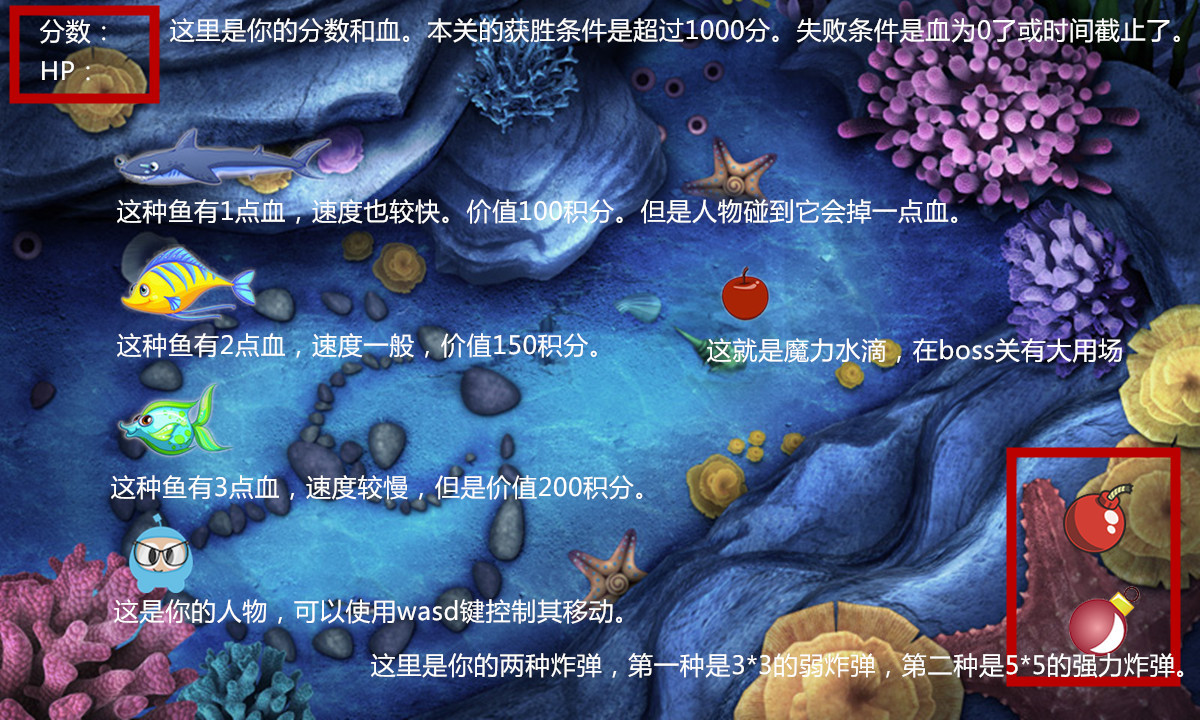 分数：
HP：
这里是你的分数和血。本关的获胜条件是超过1000分。失败条件是血为0了或时间截止了。
这种鱼有1点血，速度也较快。价值100积分。但是人物碰到它会掉一点血。
这种鱼有2点血，速度一般，价值150积分。
这就是魔力水滴，在boss关有大用场
这种鱼有3点血，速度较慢，但是价值200积分。
这是你的人物，可以使用wasd键控制其移动。
这里是你的两种炸弹，第一种是3*3的弱炸弹，第二种是5*5的强力炸弹。